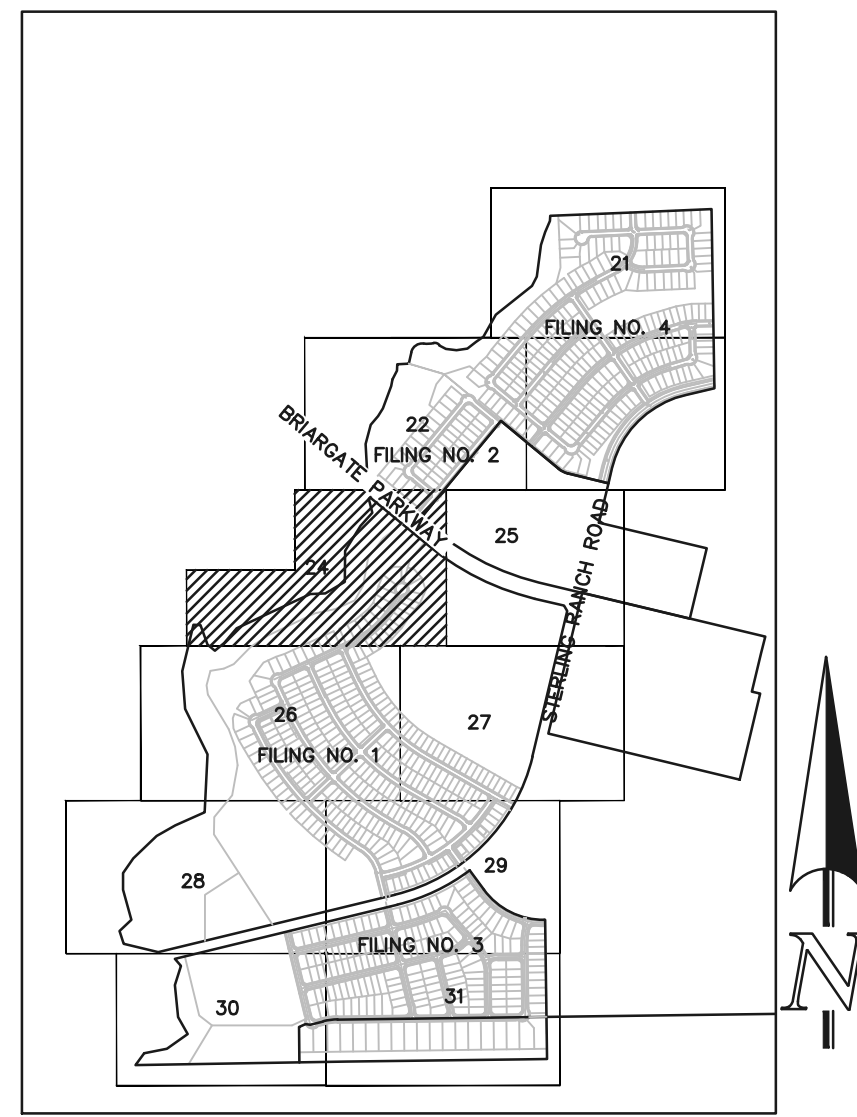 21
FILING NO. 4
22
FILING NO. 2
BRIARGATE PARKWAY
25
24
STERLING RANCH ROAD
26
27
FILING NO. 1
29
28
FILING NO. 3
31
30
N